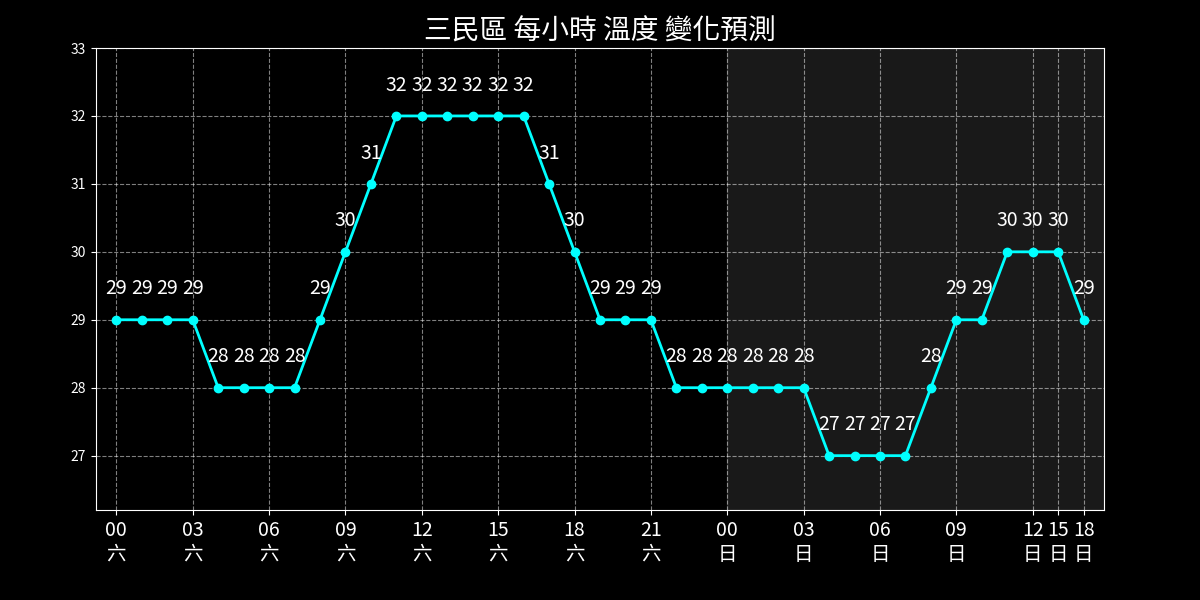 三民區 每小時 溫度 變化預測
33
32 32 32 32 32 32
32
31 31
31
30 30 30 30 30
30
29 29 29 29 29 29 29 29 29 29 29
29
28 28 28 28 28 28 28 28 28 28 28
28
27 27 27 27
27
00 03 06 09 12 15 18 21 00 03 06 09 12 15 18
六 六 六 六 六 六 六 六 日 日 日 日 日 日 日